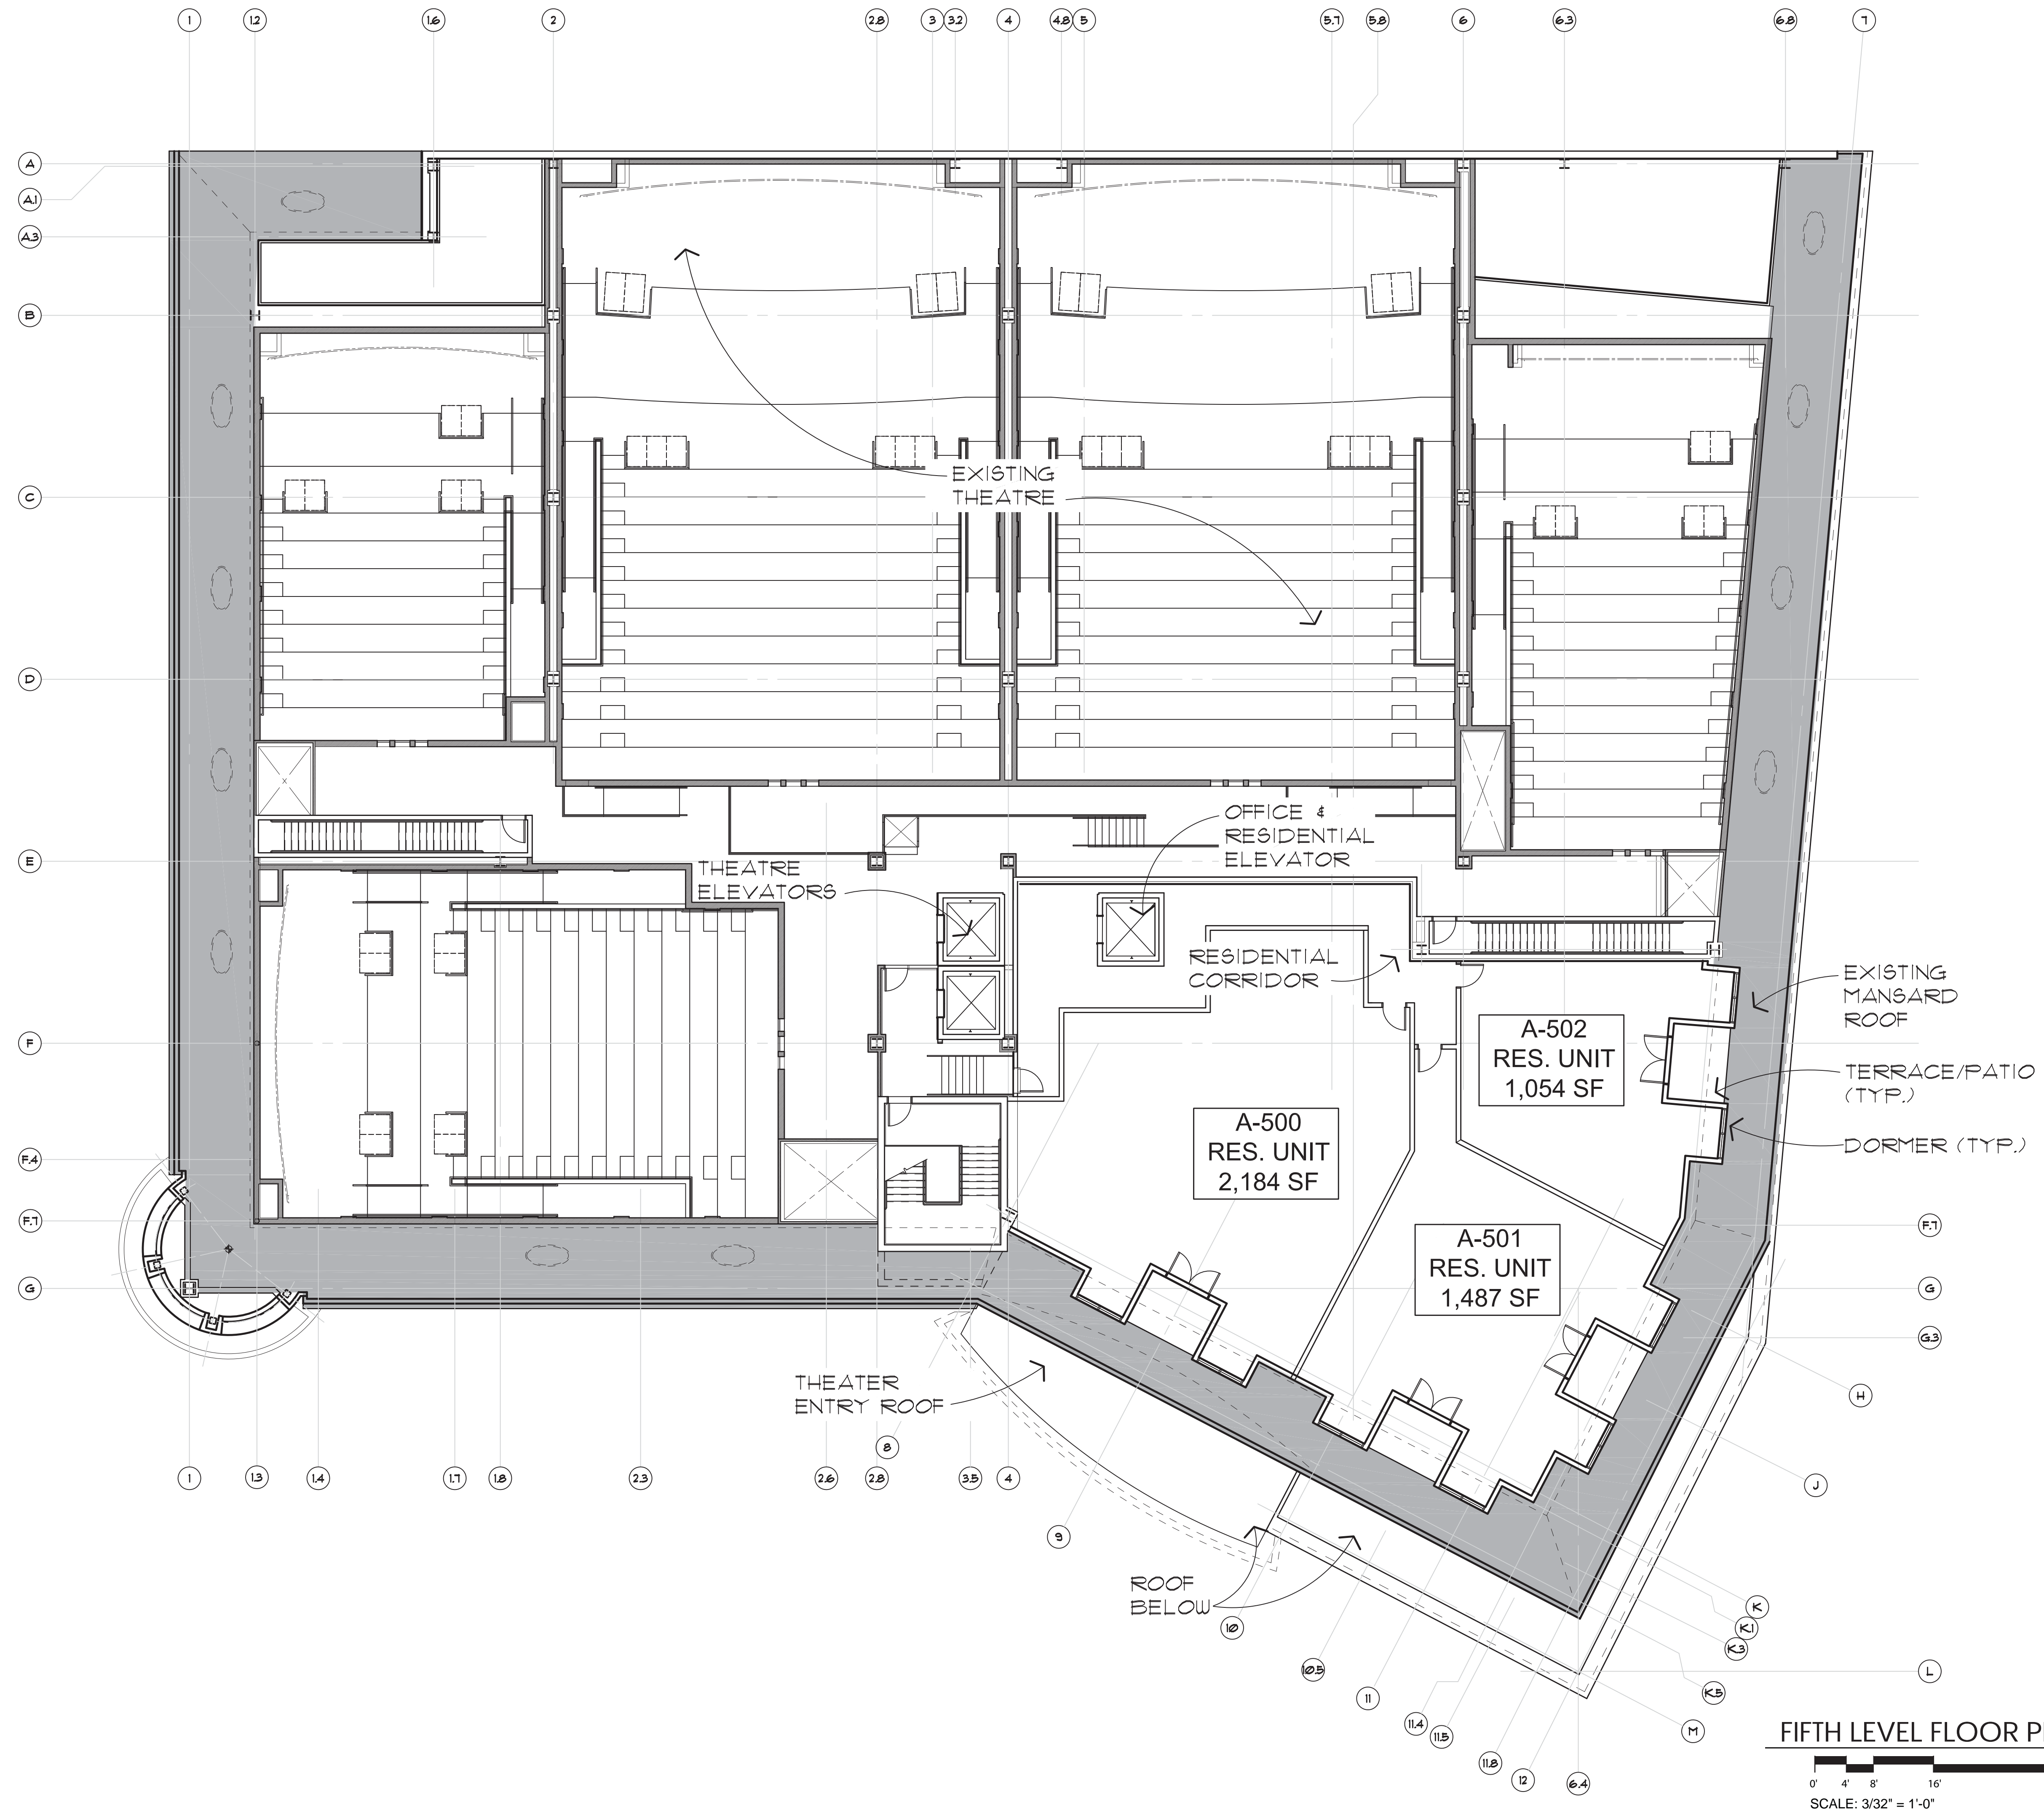 1
1.2
1.6
2
2.8
3
3.2
4
4.8
5
5.7
5.8
6
6.3
6.8
7
A
A.1
A.3
B
C
D
E
F
F.4
F.7
G
EXISTING
THEATRE
OFFICE &
RESIDENTIAL
ELEVATOR
THEATRE
ELEVATORS
RESIDENTIAL
CORRIDOR
EXISTING
MANSARD
ROOF
A-502
RES. UNIT
1,054 SF
TERRACE/PATIO
(TYP.)
DORMER (TYP.)
A-500
RES. UNIT
2,184 SF
A-501
RES. UNIT
1,487 SF
F.7
G
G.3
H
J
THEATER
ENTRY ROOF
8
1
1.3
1.4
1.7
1.8
2.3
2.6
2.8
3.5
4
9
ROOF
BELOW
10
10.5
11
11.4
11.5
11.8
12
6.4
K
K.1
K.3
L
K.5
M
FIFTH LEVEL FLOOR P
0'
4'
8'
16'
SCALE: 3/32" = 1'-0"